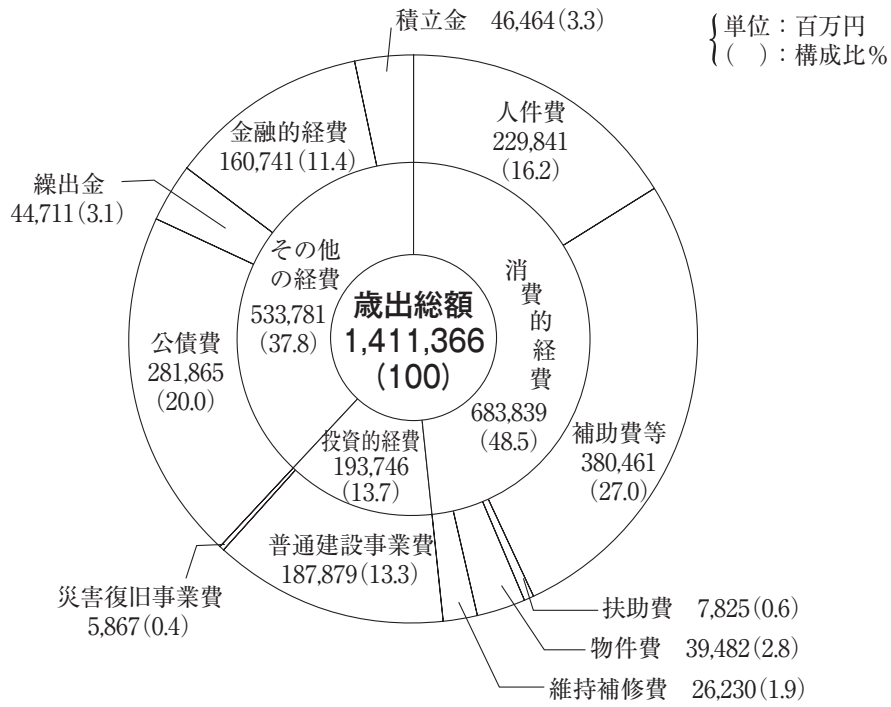 積立金 46,464(3.3)
単位：百万円
(　)：構成比%
人件費
229,841
(16.2)
金融的経費
160,741(11.4)
繰出金
44,711(3.1)
その他
の経費
533,781
(37.8)
消費的経費
683,839
(48.5)
歳出総額
1,411,366
(100)
公債費
281,865
(20.0)
補助費等
380,461
(27.0)
投資的経費
193,746
(13.7)
普通建設事業費
187,879(13.3)
災害復旧事業費
5,867(0.4)
扶助費 7,825(0.6)
物件費 39,482(2.8)
維持補修費 26,230(1.9)